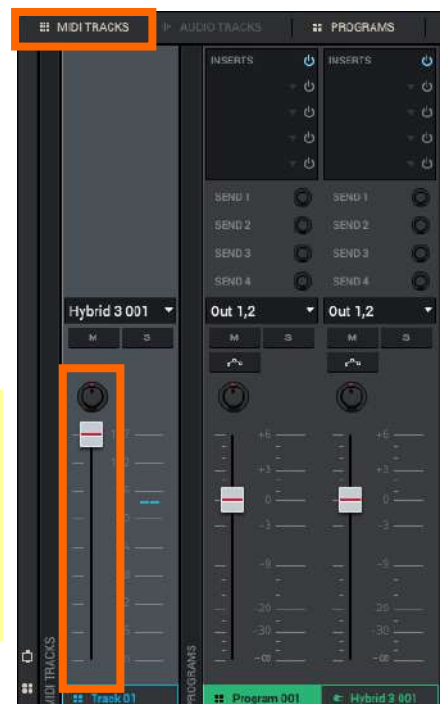 MIDI TRACKS
AUDIO TRACKS
PROGRAMS
INSERTS
INSERTS
SEND 1
SEND 1
SEND 2
SEND 2
SEND 3
SEND 3
SEND 4
SEND 4
Hybrid 3 001
Out 1,2
Out 1,2
M S
M S
M S
+6
+6
+3
+3
0
0
-3
-3
-9
-9
-20
20
-30
30
-∞
-∞
MIDI TRACKS
PROGRAMS
Track 01
Program 001
Hybrid 3 001